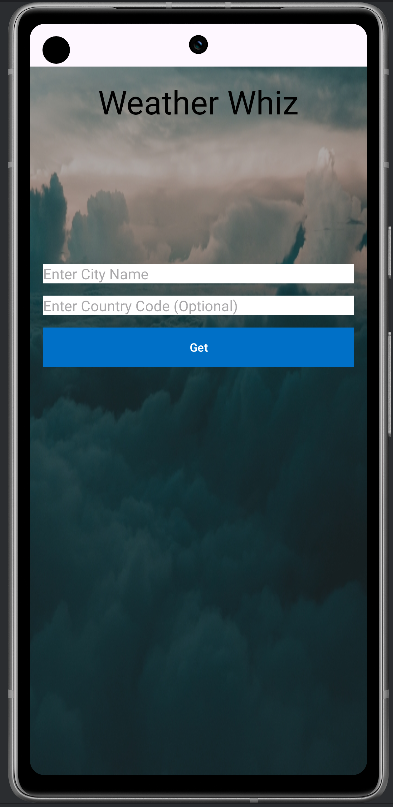 Weather Whiz
Enter City Name
Enter Country Code (Optional)
Get